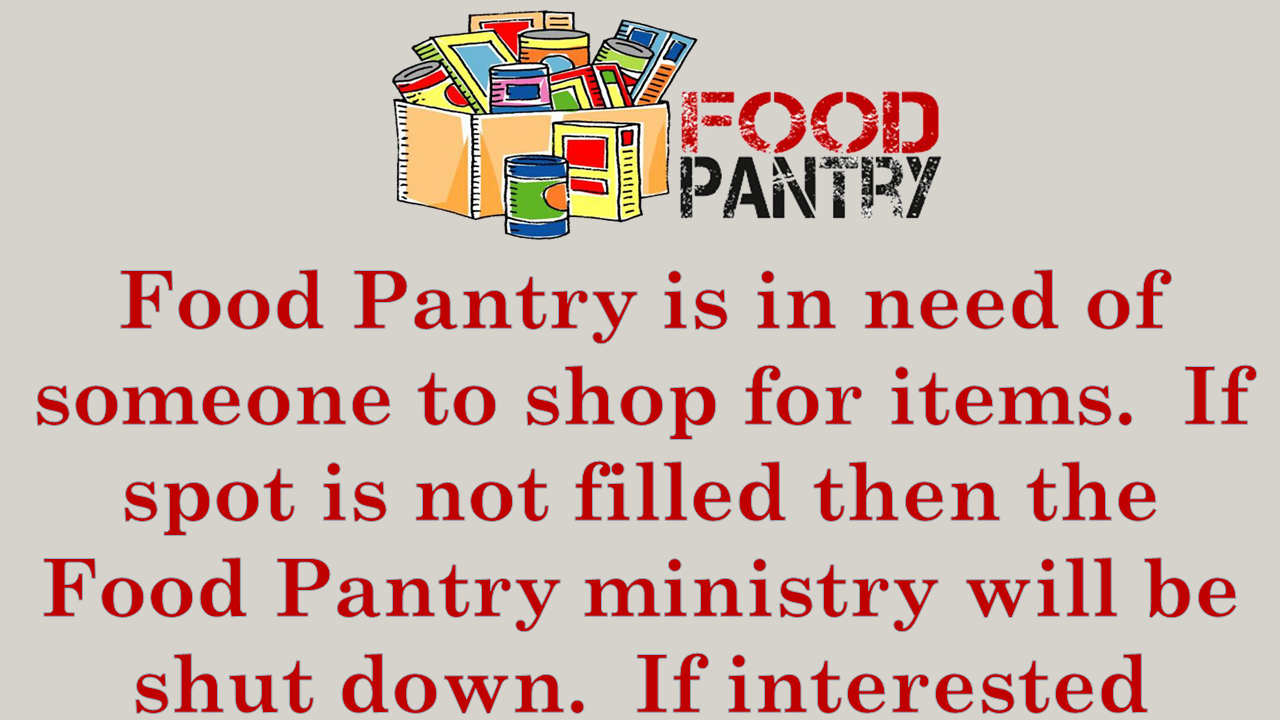 FOOD
PANTRY
Food Pantry is in need of
someone to shop for items.  If
spot is not filled then the
Food Pantry ministry will be
shut down.  If interested